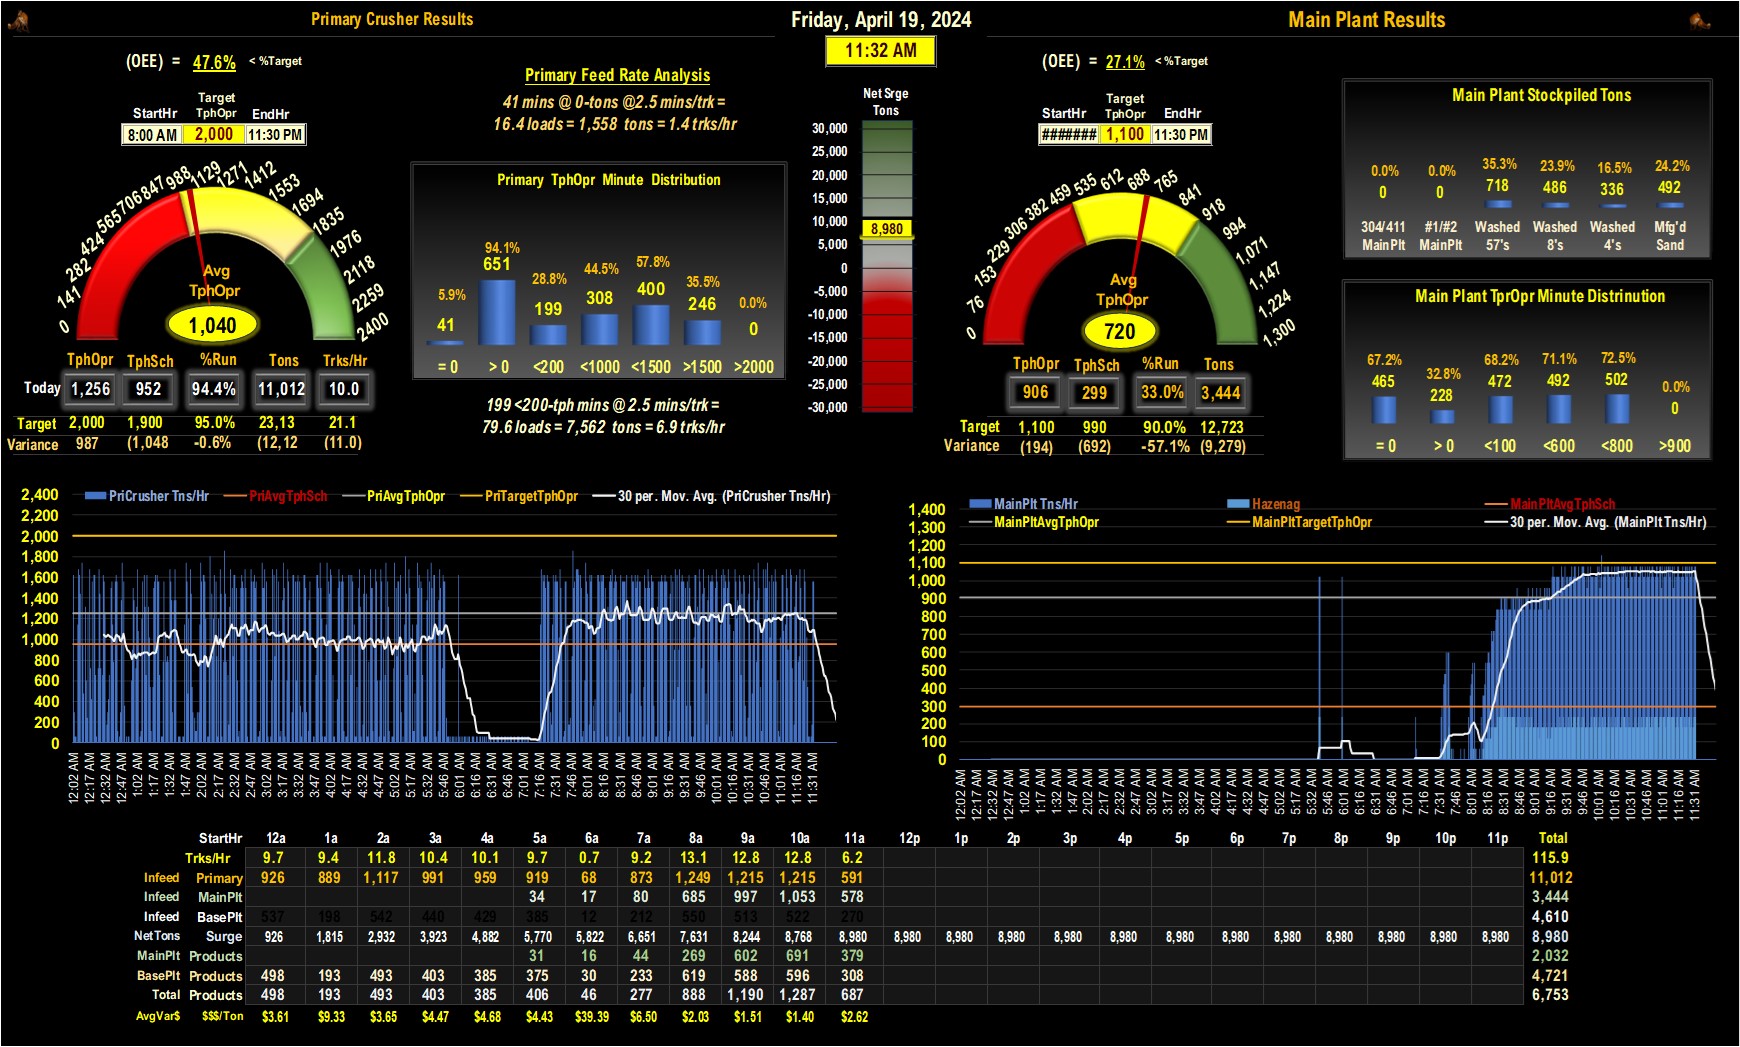 Primary Crusher Results
Friday, April 19, 2024
Main Plant Results
11:32 AM
(OEE) = 47.6% < %Target
Target
StartHr TphOpr EndHr
8:00 AM 2,000 11:30 PM
0 141 282 424 565 706 847 988 1129 1271 1412 1553 1694 1835 1976 2118 2259 2400
Avg
TphOpr
1,040
TphOpr TphSch %Run Tons Trks/Hr
Today 1,256 952 94.4% 11,012 10.0
Target 2,000 1,900 95.0% 23,13 21.1
Variance 987 (1,048 -0.6% (12,12 (11.0)
Primary Feed Rate Analysis
41 mins @ 0-tons @2.5 mins/trk =
16.4 loads = 1,558 tons = 1.4 trks/hr
Primary TphOpr Minute Distribution
5.9% 94.1% 28.8% 44.5% 57.8% 35.5% 0.0%
41 651 199 308 400 246 0
= 0 > 0 <200 <1000 <1500 >1500 >2000
199 <200-tph mins @ 2.5 mins/trk =
79.6 loads = 7,562 tons = 6.9 trks/hr
Net Srge
Tons
30,000
25,000
20,000
15,000
10,000
8,980
5,000
0
-5,000
-10,000
-15,000
-20,000
-25,000
-30,000
(OEE) = 27.1% < %Target
Target
StartHr TphOpr EndHr
####### 1,100 11:30 PM
0 76 153 229 306 382 459 535 612 688 765 841 918 994 1,071 1,147 1,224 1,300
Avg
TphOpr
720
TphOpr TphSch %Run Tons
906 299 33.0% 3,444
Target 1,100 990 90.0% 12,723
Variance (194) (692) -57.1% (9,279)
Main Plant Stockpiled Tons
0.0% 0.0% 35.3% 23.9% 16.5% 24.2%
0 0 718 486 336 492
304/411 #1/#2 Washed Washed Washed Mfg'd
MainPlt MainPlt 57's 8's 4's Sand
Main Plant TprOpr Minute Distrinution
67.2% 32.8% 68.2% 71.1% 72.5% 0.0%
465 228 472 492 502 0
= 0 > 0 <100 <600 <800 >900
PriCrusher Tns/Hr PriAvgTphSch PriAvgTphOpr PriTargetTphOpr 30 per. Mov. Avg. (PriCrusher Tns/Hr)
2,400
2,200
2,000
1,800
1,600
1,400
1,200
1,000
800
600
400
200
0
12:02 AM 12:17 AM 12:32 AM 12:47 AM 1:02 AM 1:17 AM 1:32 AM 1:47 AM 2:02 AM 2:17 AM 2:32 AM 2:47 AM 3:02 AM 3:17 AM 3:32 AM 3:47 AM 4:02 AM 4:17 AM 4:32 AM 4:47 AM 5:02 AM 5:17 AM 5:32 AM 5:46 AM 6:01 AM 6:16 AM 6:31 AM 6:46 AM 7:01 AM 7:16 AM 7:31 AM 7:46 AM 8:01 AM 8:16 AM 8:31 AM 8:46 AM 9:01 AM 9:16 AM 9:31 AM 9:46 AM 10:01 AM 10:16 AM 10:31 AM 10:46 AM 11:01 AM 11:16 AM 11:31 AM
MainPlt Tns/Hr Hazenag MainPltAvgTphSch
MainPltAvgTphOpr MainPltTargetTphOpr 30 per. Mov. Avg. (MainPlt Tns/Hr)
1,400
1,300
1,200
1,100
1,000
900
800
700
600
500
400
300
200
100
0
12:02 AM 12:17 AM 12:32 AM 12:47 AM 1:02 AM 1:17 AM 1:32 AM 1:47 AM 2:02 AM 2:17 AM 2:32 AM 2:47 AM 3:02 AM 3:17 AM 3:32 AM 3:47 AM 4:02 AM 4:17 AM 4:32 AM 4:47 AM 5:02 AM 5:17 AM 5:32 AM 5:46 AM 6:01 AM 6:16 AM 6:31 AM 6:46 AM 7:01 AM 7:16 AM 7:31 AM 7:46 AM 8:01 AM 8:16 AM 8:31 AM 8:46 AM 9:01 AM 9:16 AM 9:31 AM 9:46 AM 10:01 AM 10:16 AM 10:31 AM 10:46 AM 11:01 AM 11:16 AM 11:31 AM
StartHr 12a 1a 2a 3a 4a 5a 6a 7a 8a 9a 10a 11a 12p 1p 2p 3p 4p 5p 6p 7p 8p 9p 10p 11p Total
Trks/Hr 9.7 9.4 11.8 10.4 10.1 9.7 0.7 9.2 13.1 12.8 12.8 6.2 115.9
Infeed Primary 926 889 1,117 991 959 919 68 873 1,249 1,215 1,215 591 11,012
Infeed MainPlt 34 17 80 685 997 1,053 578 3,444
Infeed BasePlt 537 198 542 440 429 385 12 212 550 513 522 270 4,610
NetTons Surge 926 1,815 2,932 3,923 4,882 5,770 5,822 6,651 7,631 8,244 8,768 8,980 8,980 8,980 8,980 8,980 8,980 8,980 8,980 8,980 8,980 8,980 8,980 8,980 8,980
MainPlt Products 31 16 44 269 602 691 379 2,032
BasePlt Products 498 193 493 403 385 375 30 233 619 588 596 308 4,721
Total Products 498 193 493 403 385 406 46 277 888 1,190 1,287 687 6,753
AvgVar$ $$$/Ton $3.61 $9.33 $3.65 $4.47 $4.68 $4.43 $39.39 $6.50 $2.03 $1.51 $1.40 $2.62